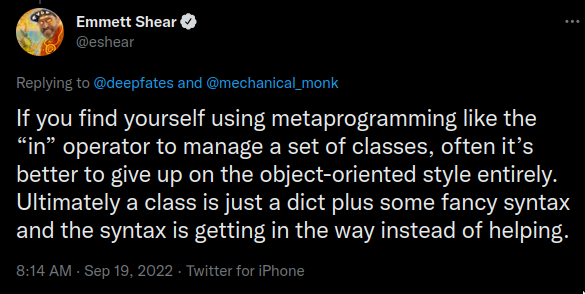 Emmett Shear
@eshear
Replying to @deepfates and @mechanical_monk
If you find yourself using metaprogramming like the
“in” operator to manage a set of classes, often it’s
better to give up on the object-oriented style entirely.
Ultimately a class is just a dict plus some fancy syntax
and the syntax is getting in the way instead of helping.
8:14 AM · Sep 19, 2022 · Twitter for iPhone